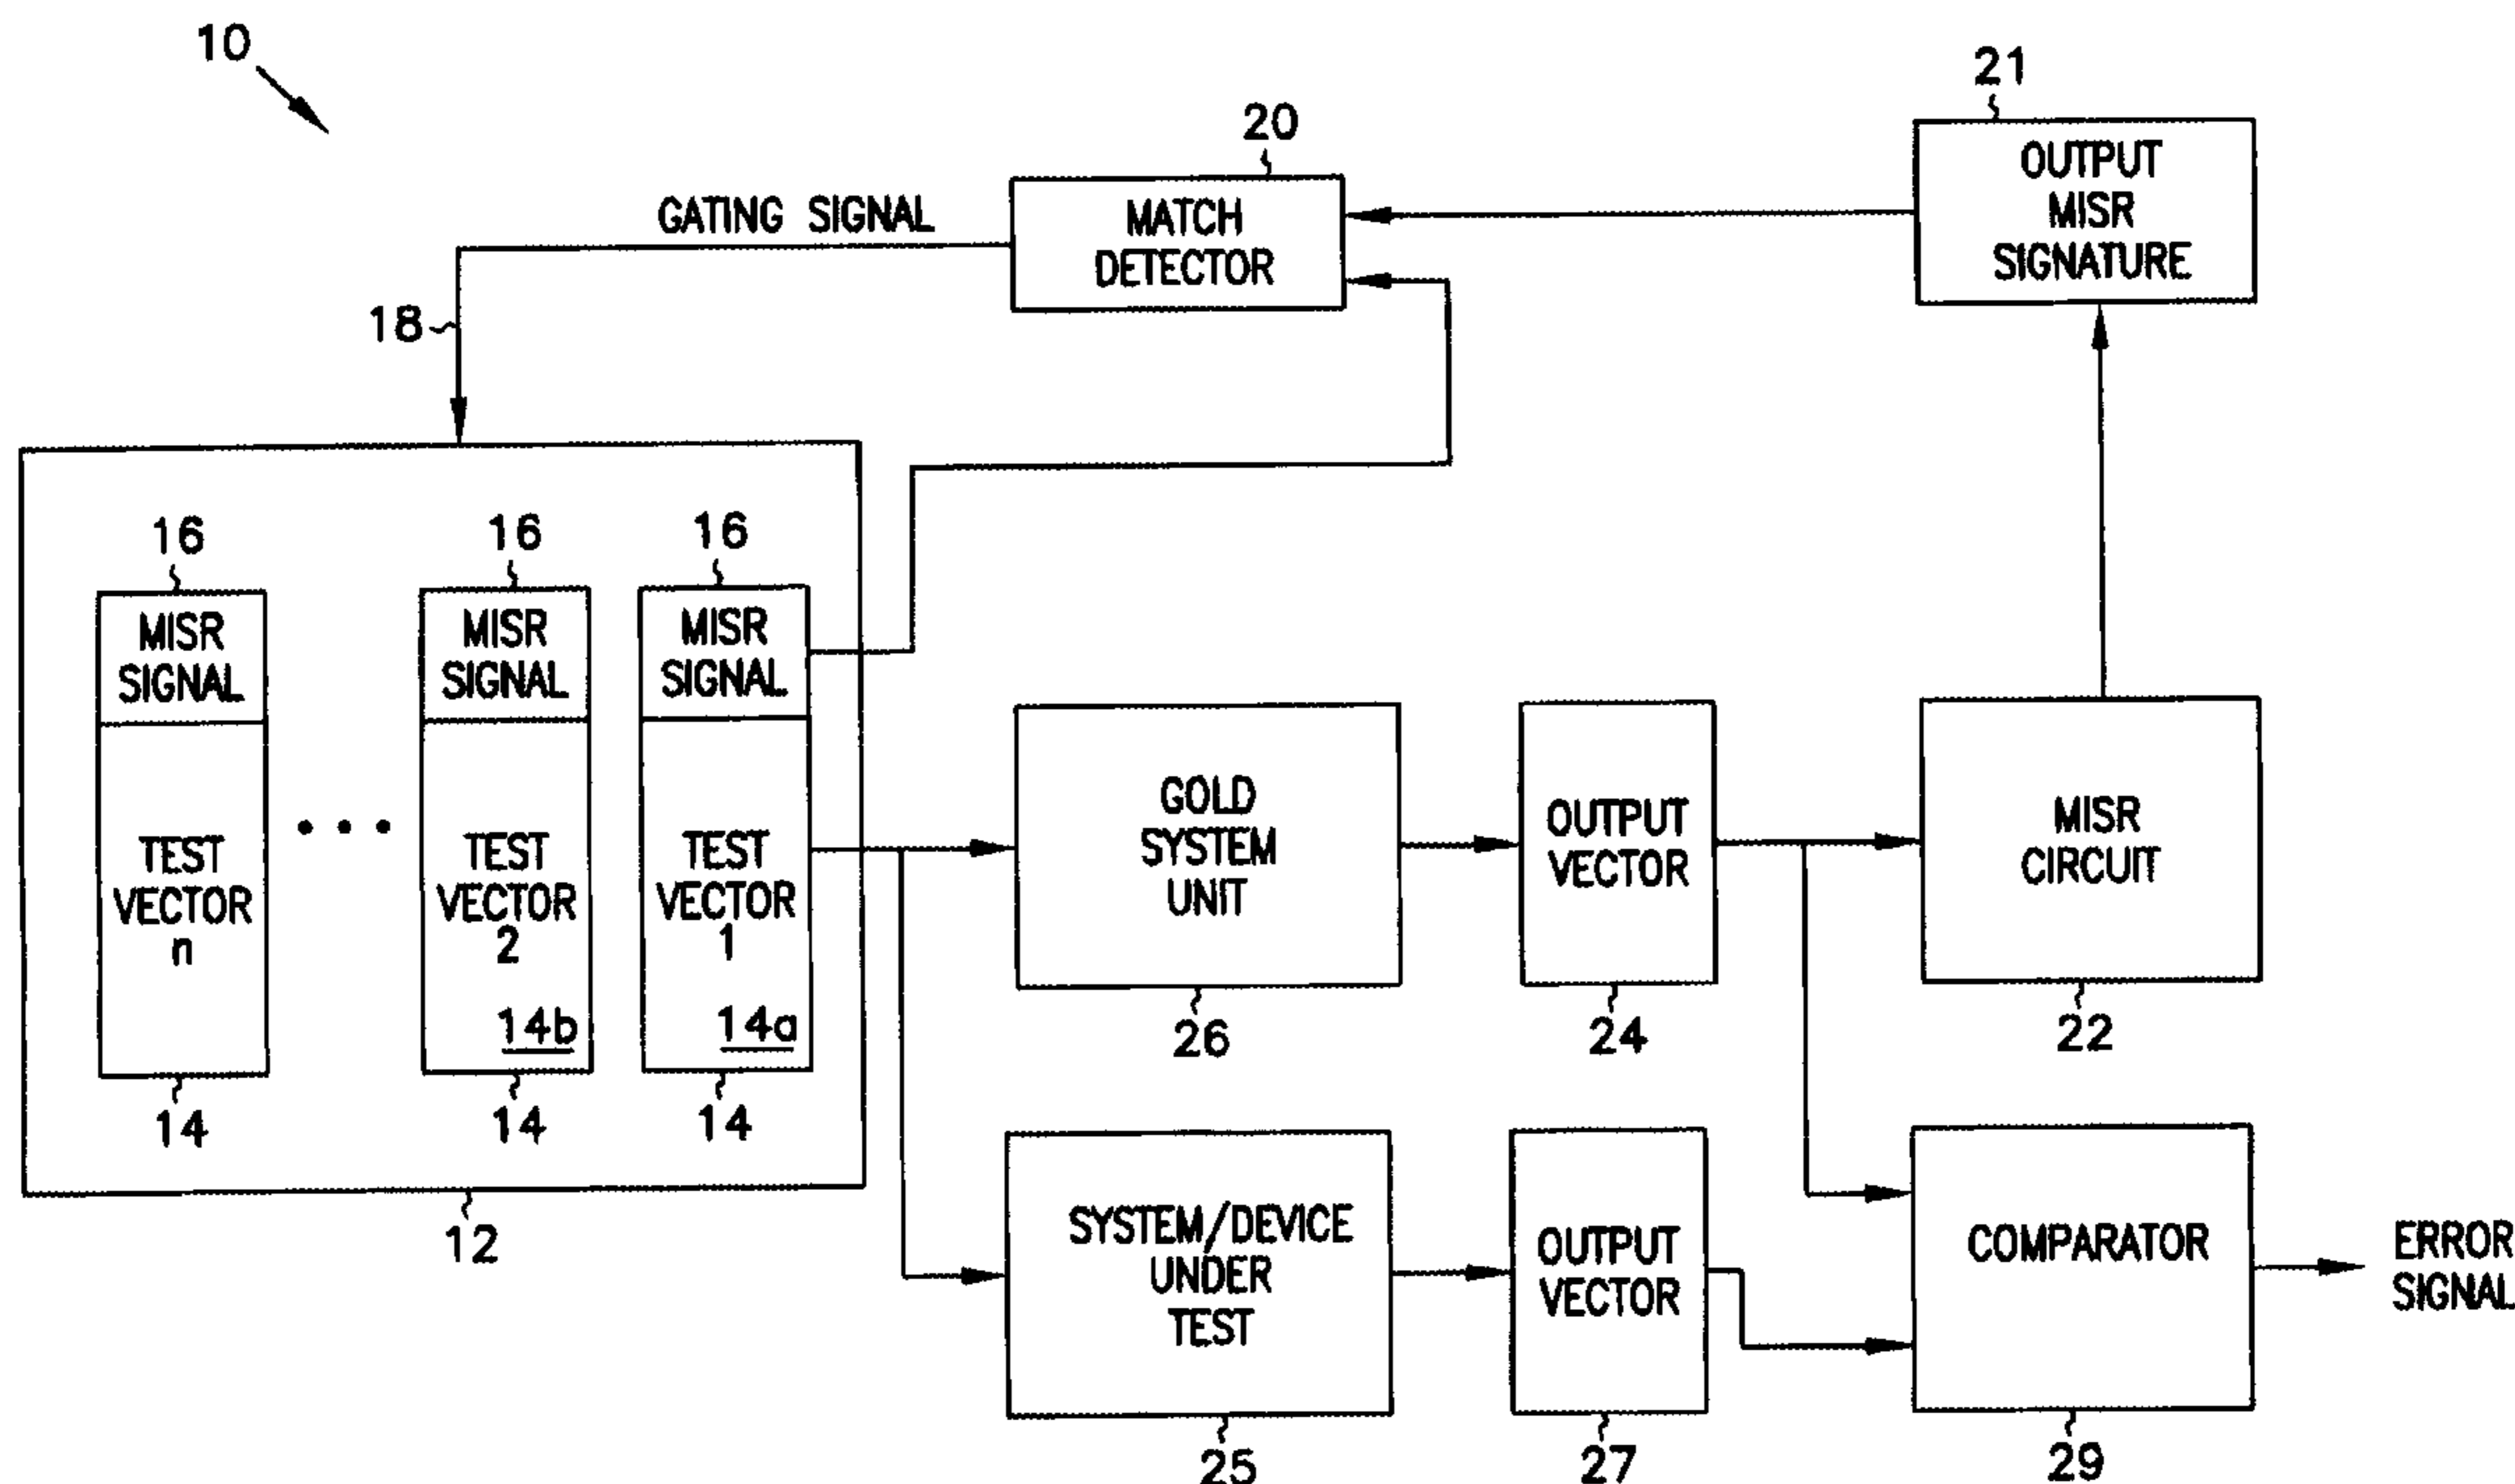 10
20
21
GATING SIGNAL
MATCH
DETECTOR
OUTPUT
MISR
SIGNATURE
18
16
16
16
MISR
SIGNAL
MISR
SIGNAL
MISR
SIGNAL
TEST
VECTOR
n
TEST
VECTOR
2
14b
TEST
VECTOR
1
14a
14
14
14
12
GOLD
SYSTEM
UNIT
26
OUTPUT
VECTOR
24
MISR
CIRCUIT
22
SYSTEM/DEVICE
UNDER
TEST
25
OUTPUT
VECTOR
27
COMPARATOR
29
ERROR
SIGNAL